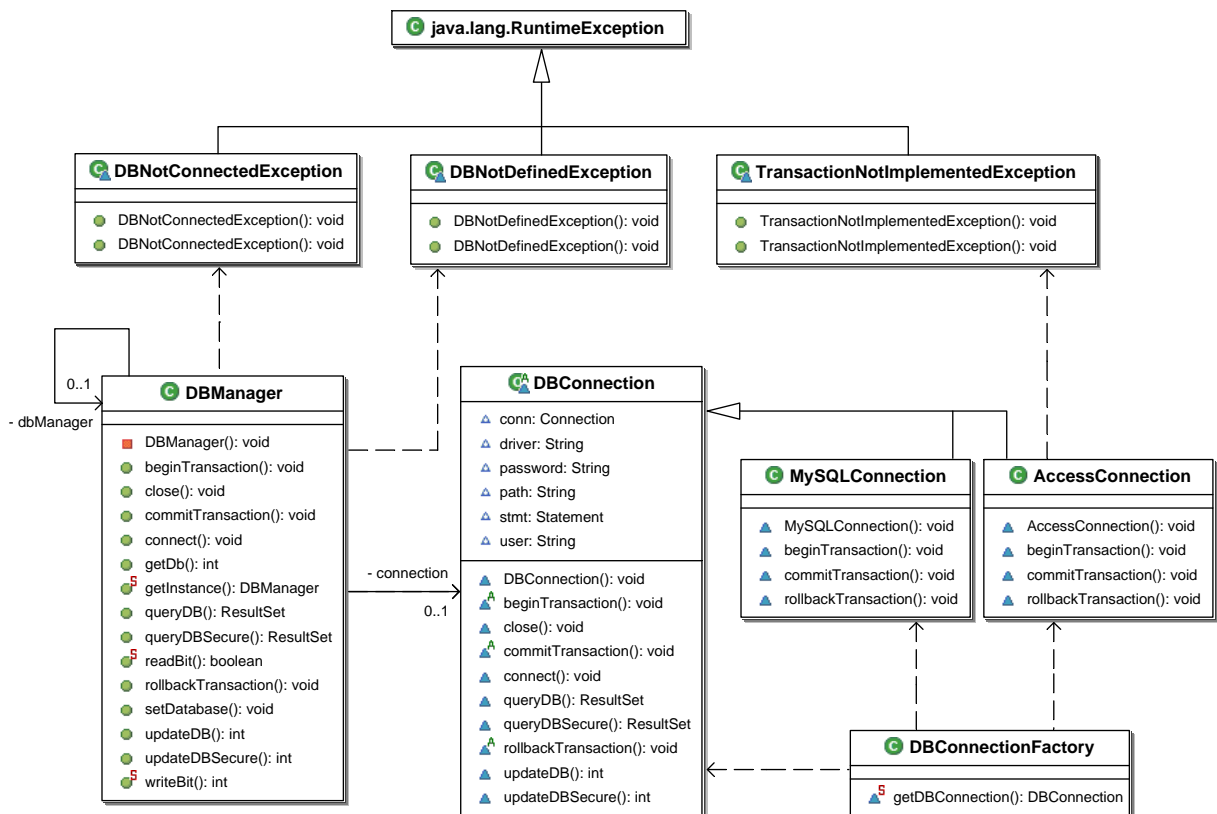 java.lang.RuntimeException
DBNotConnectedException
DBNotConnectedException(): void
DBNotConnectedException(): void
DBNotDefinedException
DBNotDefinedException(): void
DBNotDefinedException(): void
TransactionNotImplementedException
TransactionNotImplementedException(): void
TransactionNotImplementedException(): void
0..1
- dbManager
DBManager
DBManager(): void
beginTransaction(): void
close(): void
commitTransaction(): void
connect(): void
getDb(): int
getInstance(): DBManager
queryDB(): ResultSet
queryDBSecure(): ResultSet
readBit(): boolean
rollbackTransaction(): void
setDatabase(): void
updateDB(): int
updateDBSecure(): int
writeBit(): int
- connection
0..1
DBConnection
conn: Connection
driver: String
password: String
path: String
stmt: Statement
user: String
DBConnection(): void
beginTransaction(): void
close(): void
commitTransaction(): void
connect(): void
queryDB(): ResultSet
queryDBSecure(): ResultSet
rollbackTransaction(): void
updateDB(): int
updateDBSecure(): int
MySQLConnection
MySQLConnection(): void
beginTransaction(): void
commitTransaction(): void
rollbackTransaction(): void
AccessConnection
AccessConnection(): void
beginTransaction(): void
commitTransaction(): void
rollbackTransaction(): void
DBConnectionFactory
getDBConnection(): DBConnection